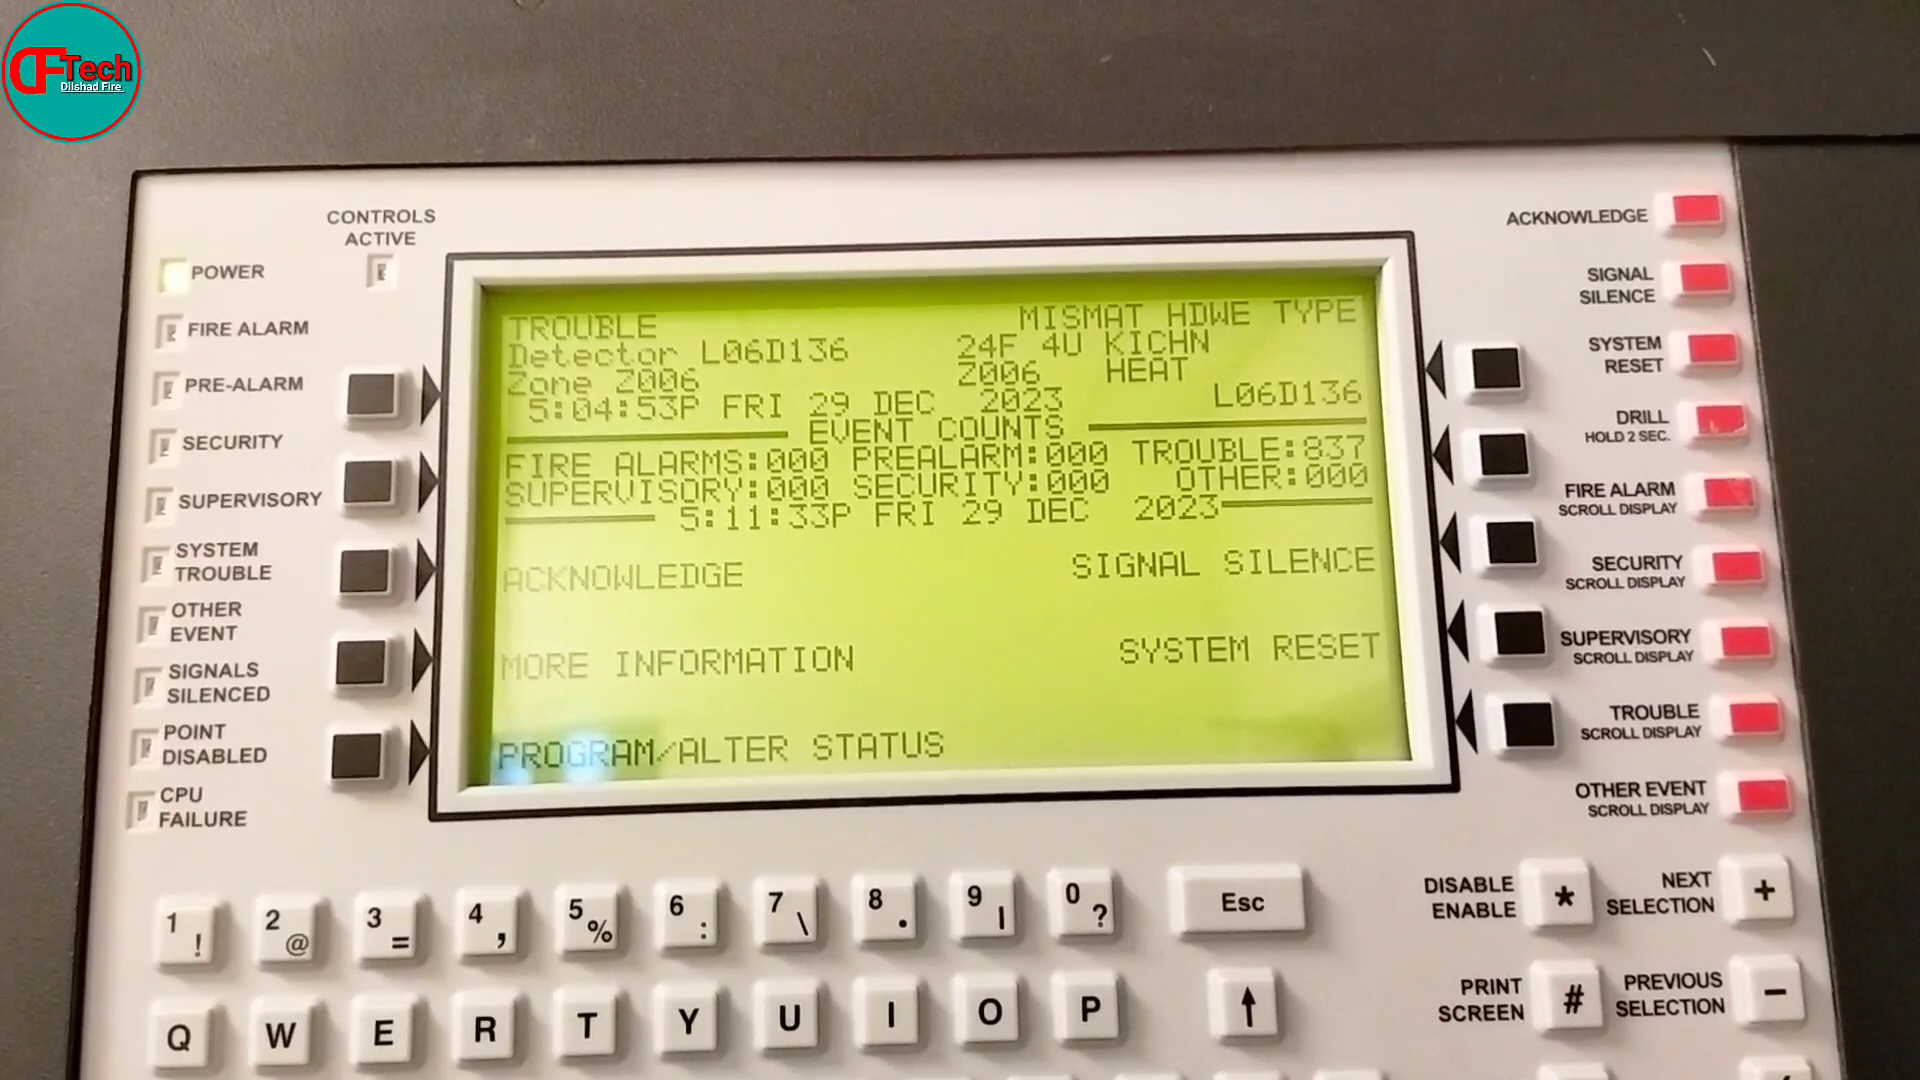 DFTech
Dilshad Fire
CONTROLS
ACTIVE
POWER
FIRE ALARM
PRE-ALARM
SECURITY
SUPERVISORY
SYSTEM
TROUBLE
OTHER
EVENT
SIGNALS
SILENCED
POINT
DISABLED
CPU
FAILURE
TROUBLE MISMAT HDWE TYPE
Detector L06D136 24F 4U KICHN
Zone Z006 Z006 HEAT
5:04:53P FRI 29 DEC 2023 L06D136
EVENT COUNTS
FIRE ALARMS:000 PREALARM:000 TROUBLE:837
SUPERVISORY:000 SECURITY:000 OTHER:000
5:11:33P FRI 29 DEC 2023
ACKNOWLEDGE SIGNAL SILENCE
MORE INFORMATION SYSTEM RESET
PROGRAM/ALTER STATUS
ACKNOWLEDGE
SIGNAL
SILENCE
SYSTEM
RESET
DRILL
HOLD 2 SEC.
FIRE ALARM
SCROLL DISPLAY
SECURITY
SCROLL DISPLAY
SUPERVISORY
SCROLL DISPLAY
TROUBLE
SCROLL DISPLAY
OTHER EVENT
SCROLL DISPLAY
1 ! 2 @ 3 = 4 , 5 % 6 : 7 \ 8 . 9 | 0 ? Esc
DISABLE
ENABLE
*
NEXT
SELECTION
+
Q W E R T Y U I O P ↑
PRINT
SCREEN
#
PREVIOUS
SELECTION
−